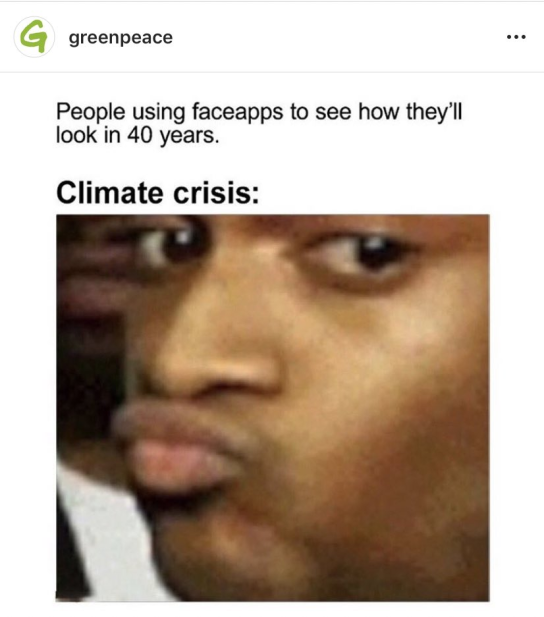 greenpeace
People using faceapps to see how they'll
look in 40 years.
Climate crisis: